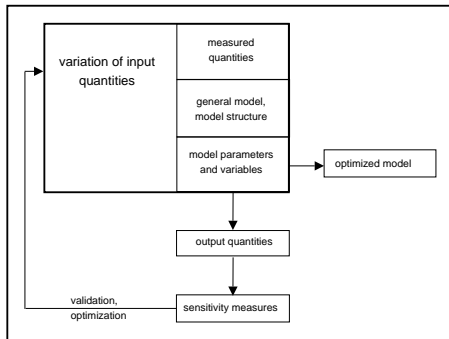 variation of input
quantities
measured
quantities
general model,
model structure
model parameters
and variables
optimized model
output quantities
validation,
optimization
sensitivity measures